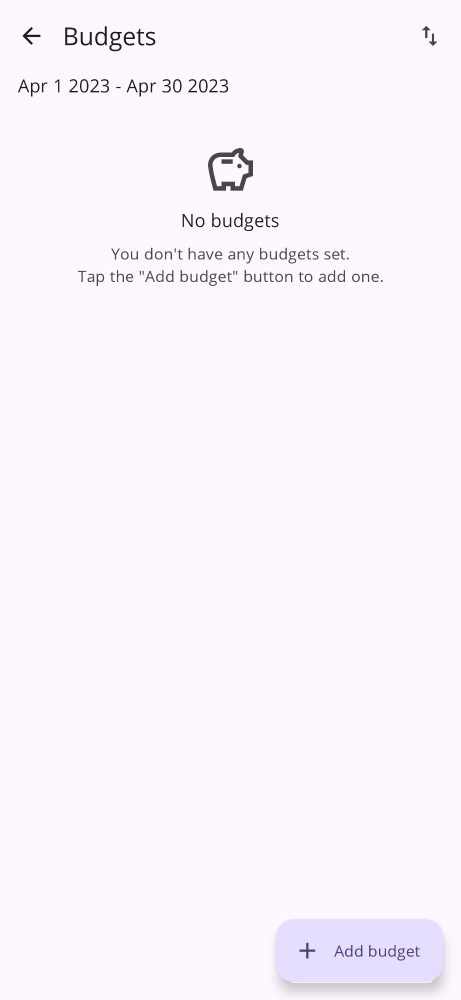 Budgets
Apr 1 2023 - Apr 30 2023
No budgets
You don't have any budgets set.
Tap the "Add budget" button to add one.
Add budget